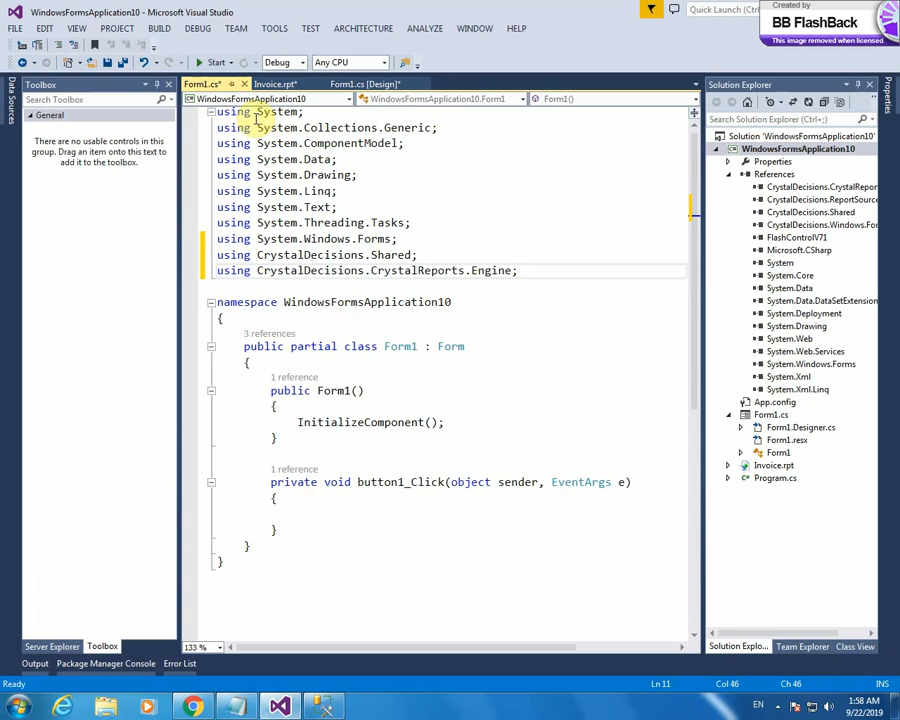 WindowsFormsApplication10 - Microsoft Visual Studio
Quick Launch (Ctrl
Created by
BB FlashBack
This image removed when licensed
FILE EDIT VIEW PROJECT BUILD DEBUG TEAM TOOLS TEST ARCHITECTURE ANALYZE WINDOW HELP
Start Debug Any CPU
Data Sources
Toolbox
Search Toolbox
General
There are no usable controls in this
group. Drag an item onto this text to
add it to the toolbox.
Form1.cs* Invoice.rpt* Form1.cs [Design]*
WindowsFormsApplication10 WindowsFormsApplication10.Form1 Form1()
using System;
using System.Collections.Generic;
using System.ComponentModel;
using System.Data;
using System.Drawing;
using System.Linq;
using System.Text;
using System.Threading.Tasks;
using System.Windows.Forms;
using CrystalDecisions.Shared;
using CrystalDecisions.CrystalReports.Engine;
namespace WindowsFormsApplication10
{
3 references
public partial class Form1 : Form
{
1 reference
public Form1()
{
InitializeComponent();
}
1 reference
private void button1_Click(object sender, EventArgs e)
{
}
}
}
133 %
Solution Explorer
Search Solution Explorer (Ctrl+;)
Solution 'WindowsFormsApplication10'
WindowsFormsApplication10
Properties
References
CrystalDecisions.CrystalRepor
CrystalDecisions.ReportSource
CrystalDecisions.Shared
CrystalDecisions.Windows.For
FlashControlV71
Microsoft.CSharp
System
System.Core
System.Data
System.Data.DataSetExtension
System.Deployment
System.Drawing
System.Web
System.Web.Services
System.Windows.Forms
System.Xml
System.Xml.Linq
App.config
Form1.cs
Form1.Designer.cs
Form1.resx
Form1
Invoice.rpt
Program.cs
Server Explorer Toolbox
Solution Explo... Team Explorer Class View
Output Package Manager Console Error List
Ready Ln 11 Col 46 Ch 46 INS
EN 1:58 AM
9/22/2019